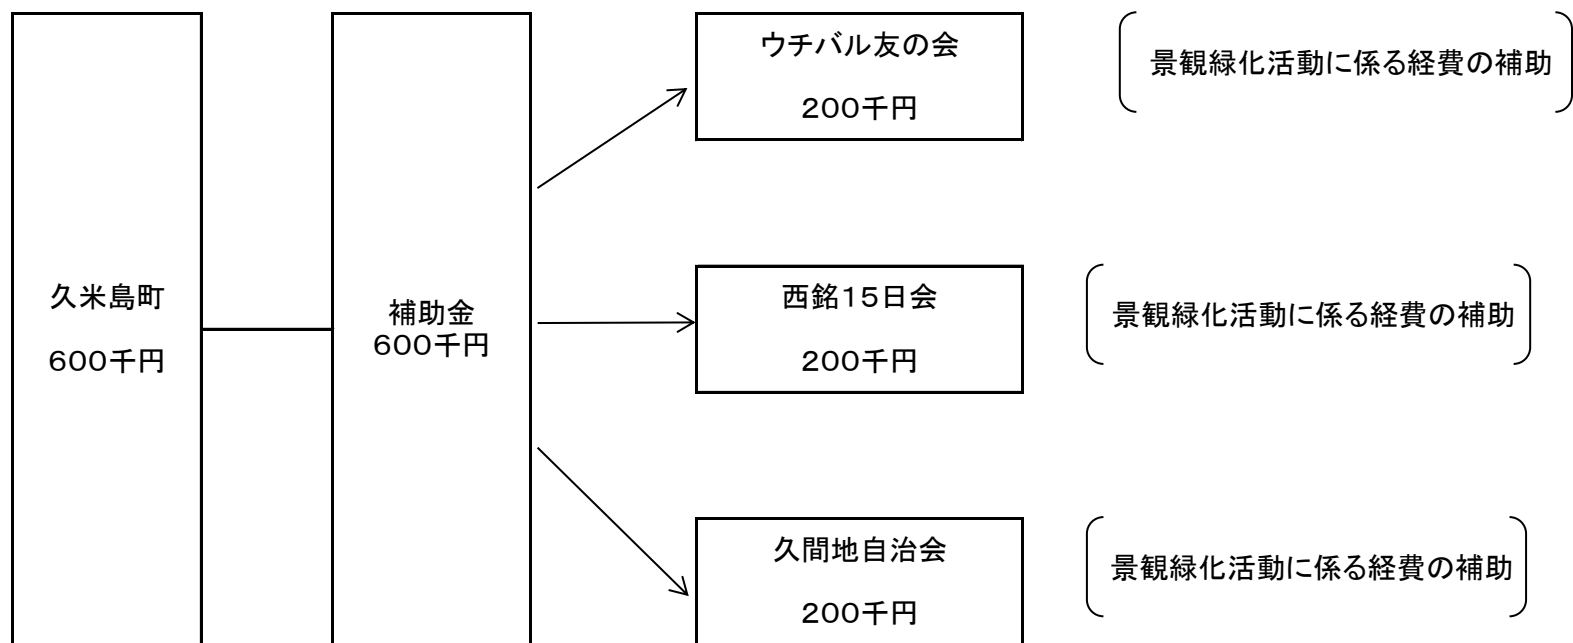 久米島町
600千円
補助金
600千円
ウチバル友の会
200千円
景観緑化活動に係る経費の補助
西銘15日会
200千円
景観緑化活動に係る経費の補助
久間地自治会
200千円
景観緑化活動に係る経費の補助